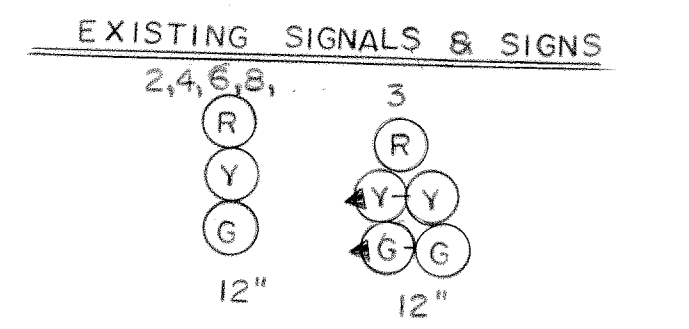 EXISTING SIGNALS & SIGNS
2,4,6,8,
3
R
Y
G
12"
R
Y Y
G G
12"